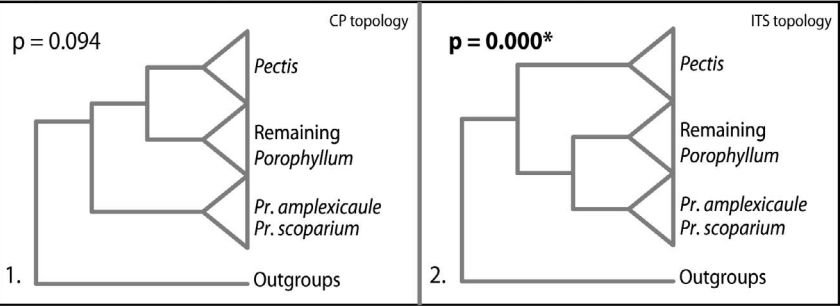 CP topology
p = 0.094
Pectis
Remaining
Porophyllum
Pr. amplexicaule
Pr. scoparium
1.
Outgroups
ITS topology
p = 0.000*
Pectis
Remaining
Porophyllum
Pr. amplexicaule
Pr. scoparium
2.
Outgroups